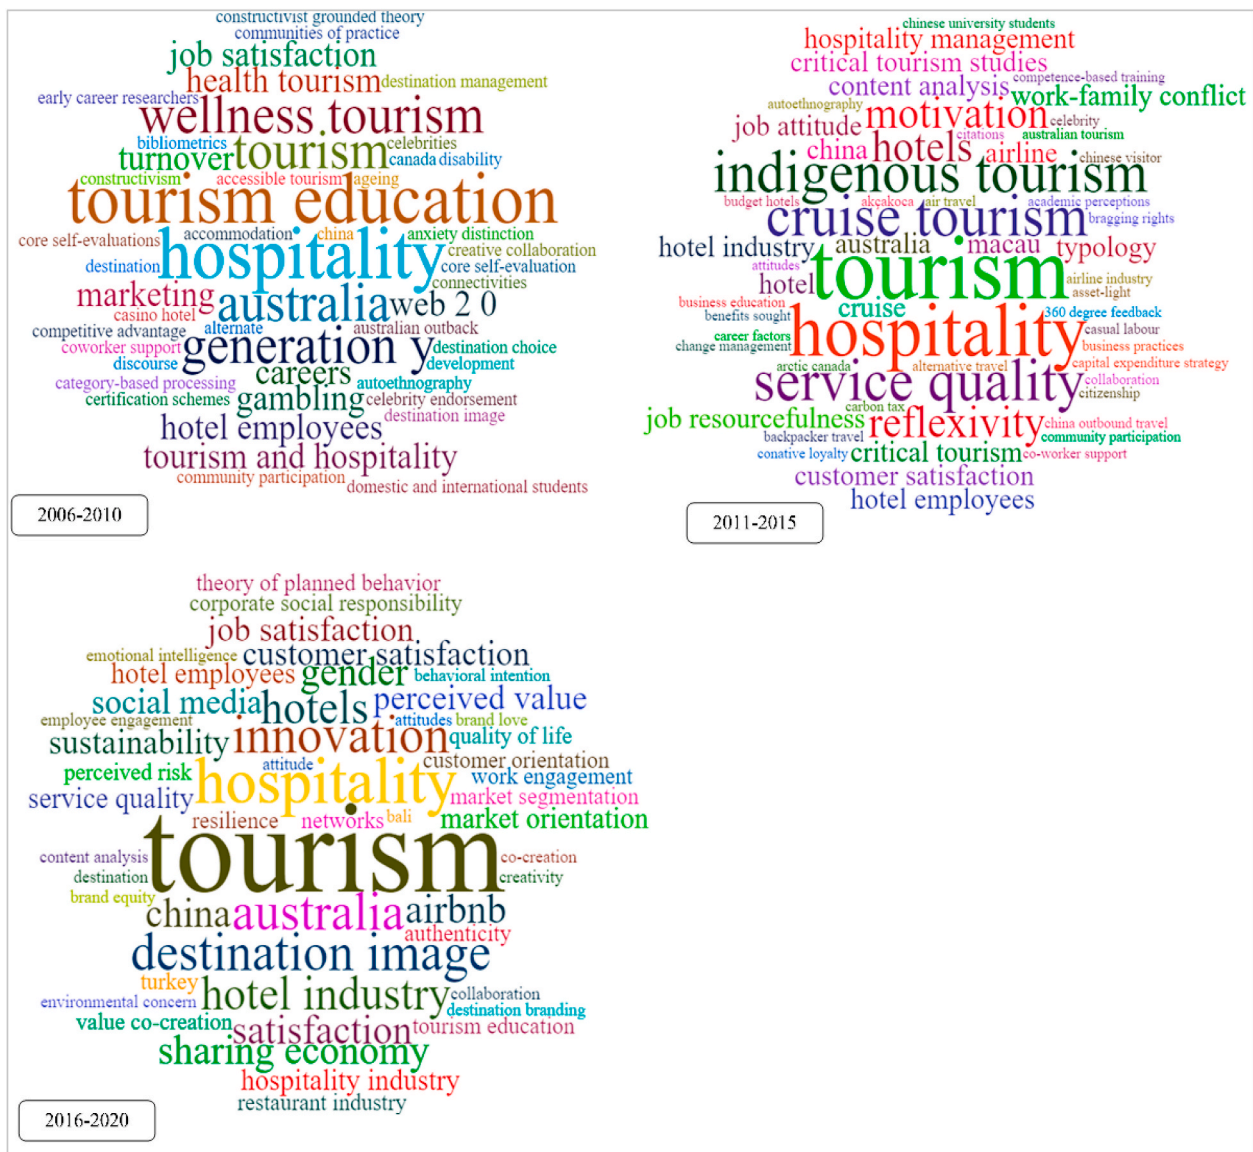 constructivist grounded theory
communities of practice
job satisfaction
health tourism destination management
early career researchers
wellness tourism
bibliometrics tourism celebrities
turnover canada disability
constructivism accessible tourism ageing
tourism education
core self-evaluations accommodation china anxiety distinction
hospitality creative collaboration
destination core self-evaluation
connectivities
marketing australia web 2 0
casino hotel
competitive advantage alternate australian outback
coworker support generation y destination choice
discourse development
careers
category-based processing autoethnography
certification schemes gambling celebrity endorsement
destination image
hotel employees
tourism and hospitality
community participation
domestic and international students
2006-2010
chinese university students
hospitality management
critical tourism studies
content analysis competence-based training
work-family conflict
autoethnography motivation celebrity
job attitude citations australian tourism
china hotels airline chinese visitor
indigenous tourism
budget hotels akçakoca air travel academic perceptions
cruise tourism bragging rights
hotel industry australia macau typology
attitudes tourism
hotel airline industry
asset-light
business education cruise 360 degree feedback
benefits sought
hospitality casual labour
career factors
change management business practices
arctic canada alternative travel capital expenditure strategy
service quality collaboration
citizenship
carbon tax
job resourcefulness reflexivity china outbound travel
backpacker travel community participation
conative loyalty critical tourism co-worker support
customer satisfaction
hotel employees
2011-2015
theory of planned behavior
corporate social responsibility
job satisfaction
emotional intelligence customer satisfaction
hotel employees gender behavioral intention
social media hotels perceived value
employee engagement attitudes brand love
sustainability innovation quality of life
attitude customer orientation
perceived risk hospitality work engagement
service quality market segmentation
resilience networks bali market orientation
tourism
content analysis co-creation
destination creativity
brand equity
china australia airbnb
authenticity
destination image
turkey
environmental concern hotel industry collaboration
destination branding
value co-creation satisfaction tourism education
sharing economy
hospitality industry
restaurant industry
2016-2020